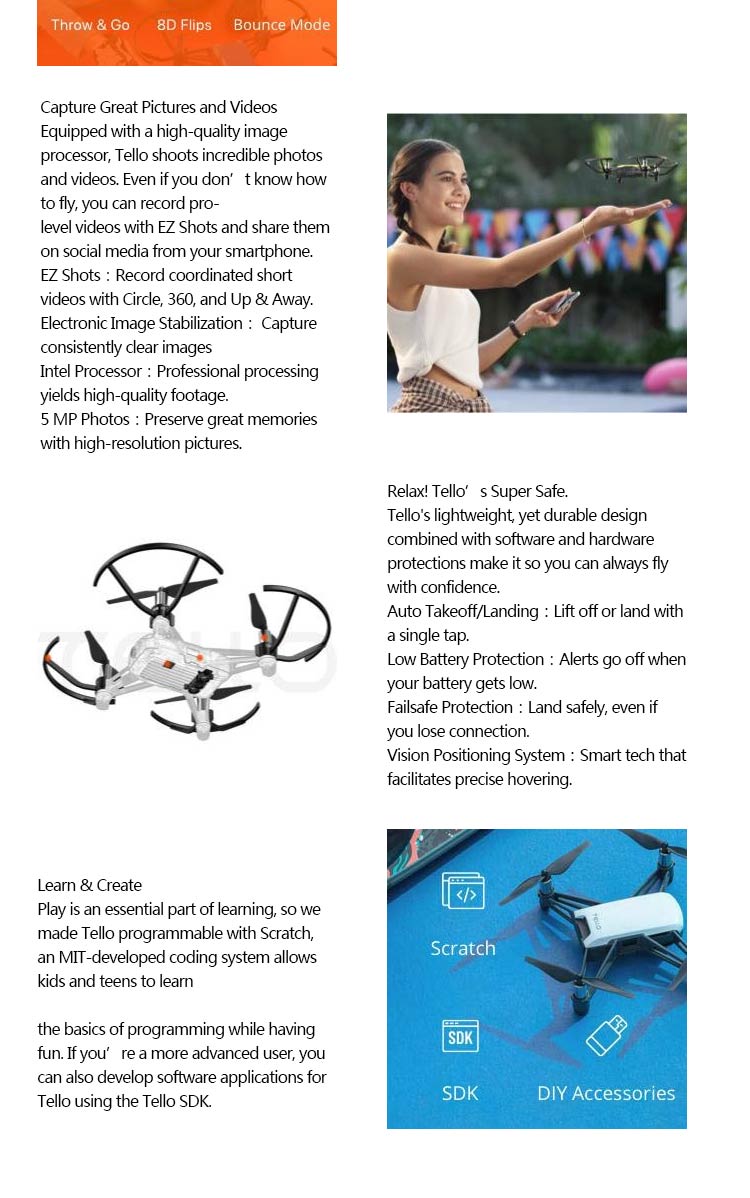 Throw & Go 8D Flips Bounce Mode
Capture Great Pictures and Videos
Equipped with a high-quality image
processor, Tello shoots incredible photos
and videos. Even if you don’t know how
to fly, you can record pro-
level videos with EZ Shots and share them
on social media from your smartphone.
EZ Shots：Record coordinated short
videos with Circle, 360, and Up & Away.
Electronic Image Stabilization： Capture
consistently clear images
Intel Processor：Professional processing
yields high-quality footage.
5 MP Photos：Preserve great memories
with high-resolution pictures.
Relax! Tello’s Super Safe.
Tello's lightweight, yet durable design
combined with software and hardware
protections make it so you can always fly
with confidence.
Auto Takeoff/Landing：Lift off or land with
a single tap.
Low Battery Protection：Alerts go off when
your battery gets low.
Failsafe Protection：Land safely, even if
you lose connection.
Vision Positioning System：Smart tech that
facilitates precise hovering.
TELLO
Learn & Create
Play is an essential part of learning, so we
made Tello programmable with Scratch,
an MIT-developed coding system allows
kids and teens to learn
the basics of programming while having
fun. If you’re a more advanced user, you
can also develop software applications for
Tello using the Tello SDK.
TELLO
Scratch
SDK
SDK DIY Accessories